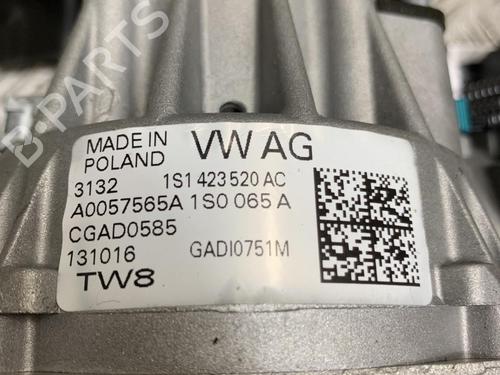 B-PARTS
MADE IN
POLAND
VW AG
3132 1S1 423 520 AC
A0057565A 1S0 065 A
CGAD0585
131016 GADI0751M
TW8